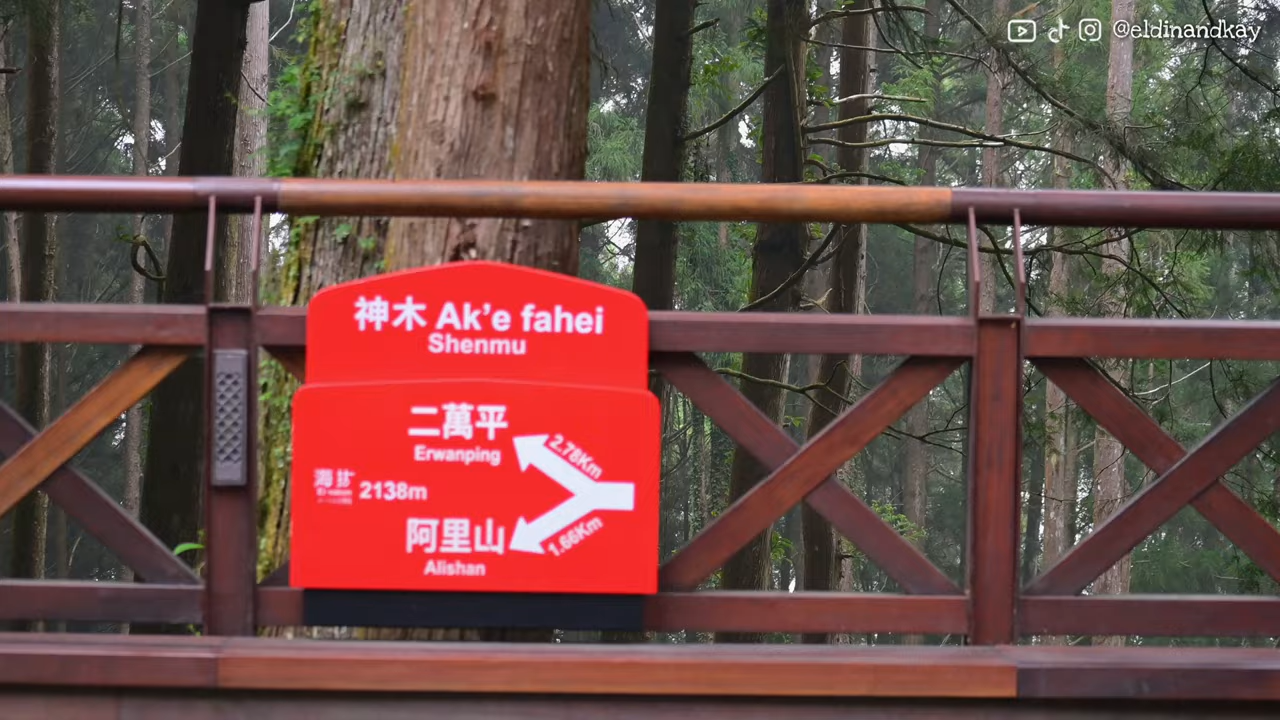 @eldinandkay
神木 Ak'e fahei
Shenmu
二萬平
Erwanping
2.78Km
海拔 2138m
阿里山
Alishan
1.66Km